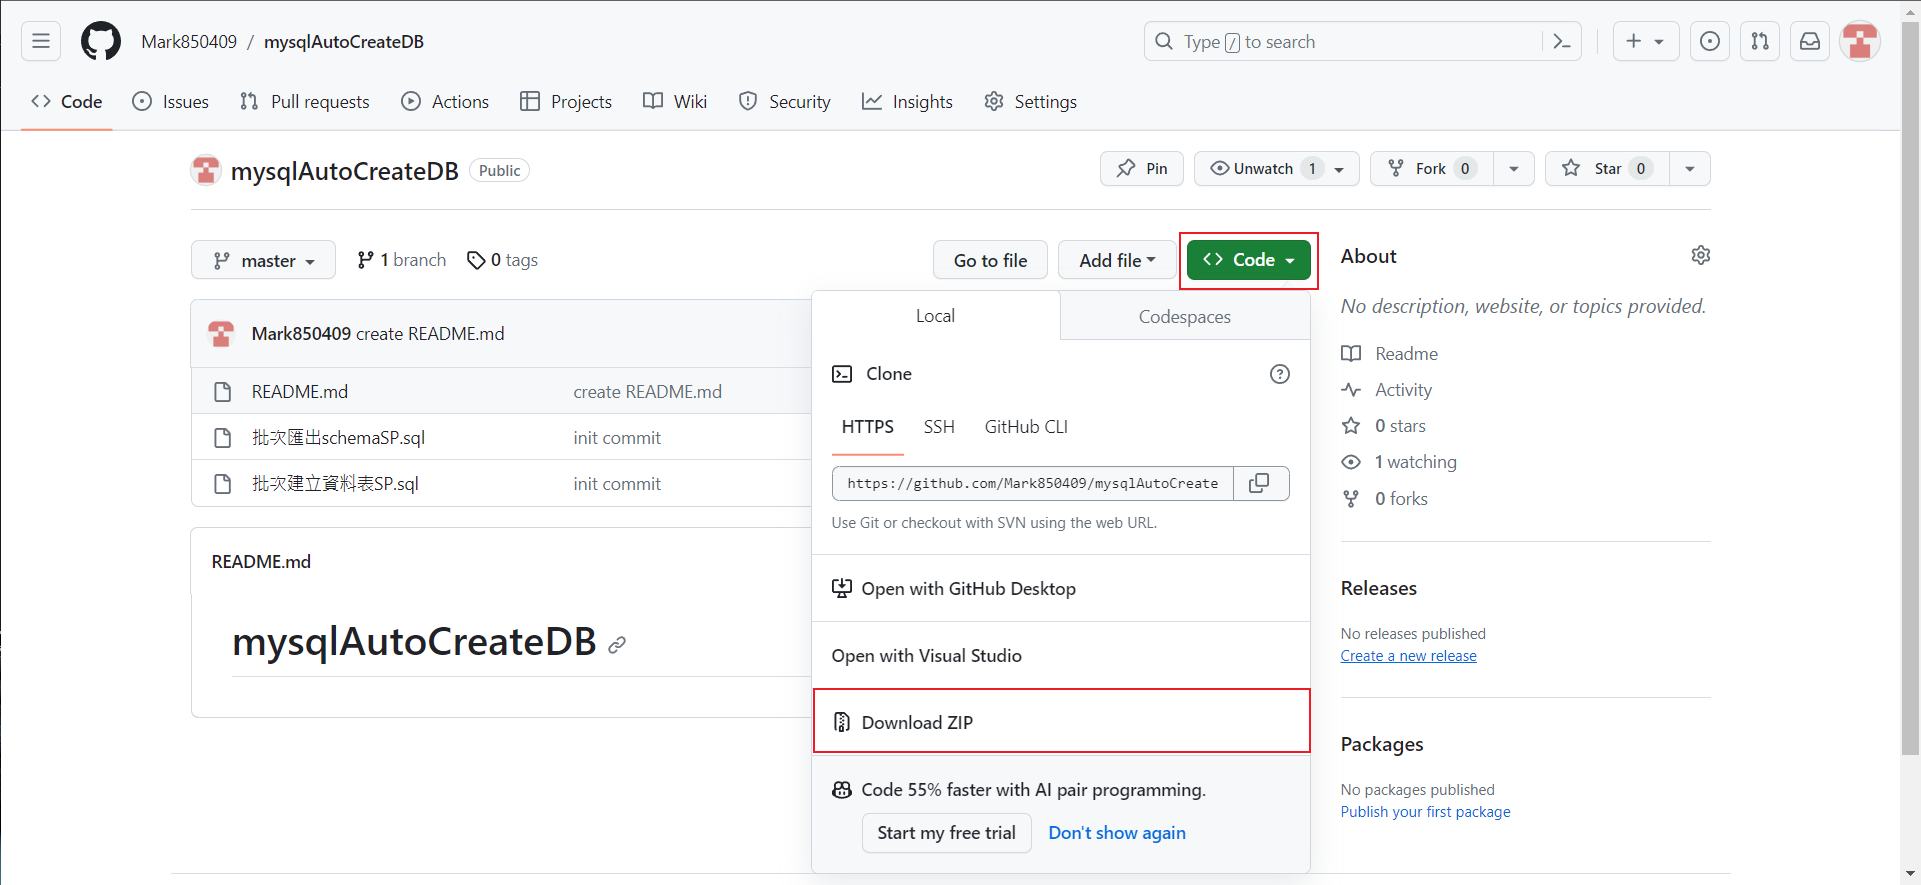 Mark850409 / mysqlAutoCreateDB
Type / to search
Code Issues Pull requests Actions Projects Wiki Security Insights Settings
mysqlAutoCreateDB Public
Pin Unwatch 1 Fork 0 Star 0
master 1 branch 0 tags
Go to file Add file Code
Mark850409 create README.md
README.md create README.md
批次匯出schemaSP.sql init commit
批次建立資料表SP.sql init commit
README.md
mysqlAutoCreateDB
Local Codespaces
Clone
HTTPS SSH GitHub CLI
https://github.com/Mark850409/mysqlAutoCreate
Use Git or checkout with SVN using the web URL.
Open with GitHub Desktop
Open with Visual Studio
Download ZIP
Code 55% faster with AI pair programming.
Start my free trial Don't show again
About
No description, website, or topics provided.
Readme
Activity
0 stars
1 watching
0 forks
Releases
No releases published
Create a new release
Packages
No packages published
Publish your first package